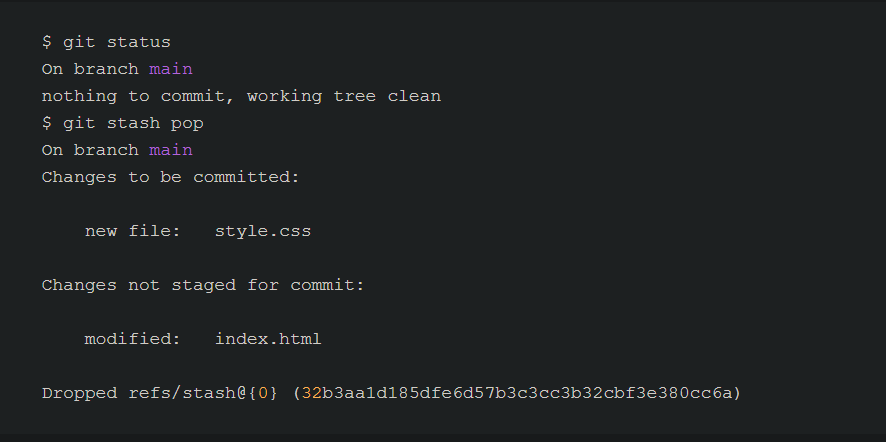 $ git status
On branch main
nothing to commit, working tree clean
$ git stash pop
On branch main
Changes to be committed:
new file:   style.css
Changes not staged for commit:
modified:   index.html
Dropped refs/stash@{0} (32b3aa1d185dfe6d57b3c3cc3b32cbf3e380cc6a)